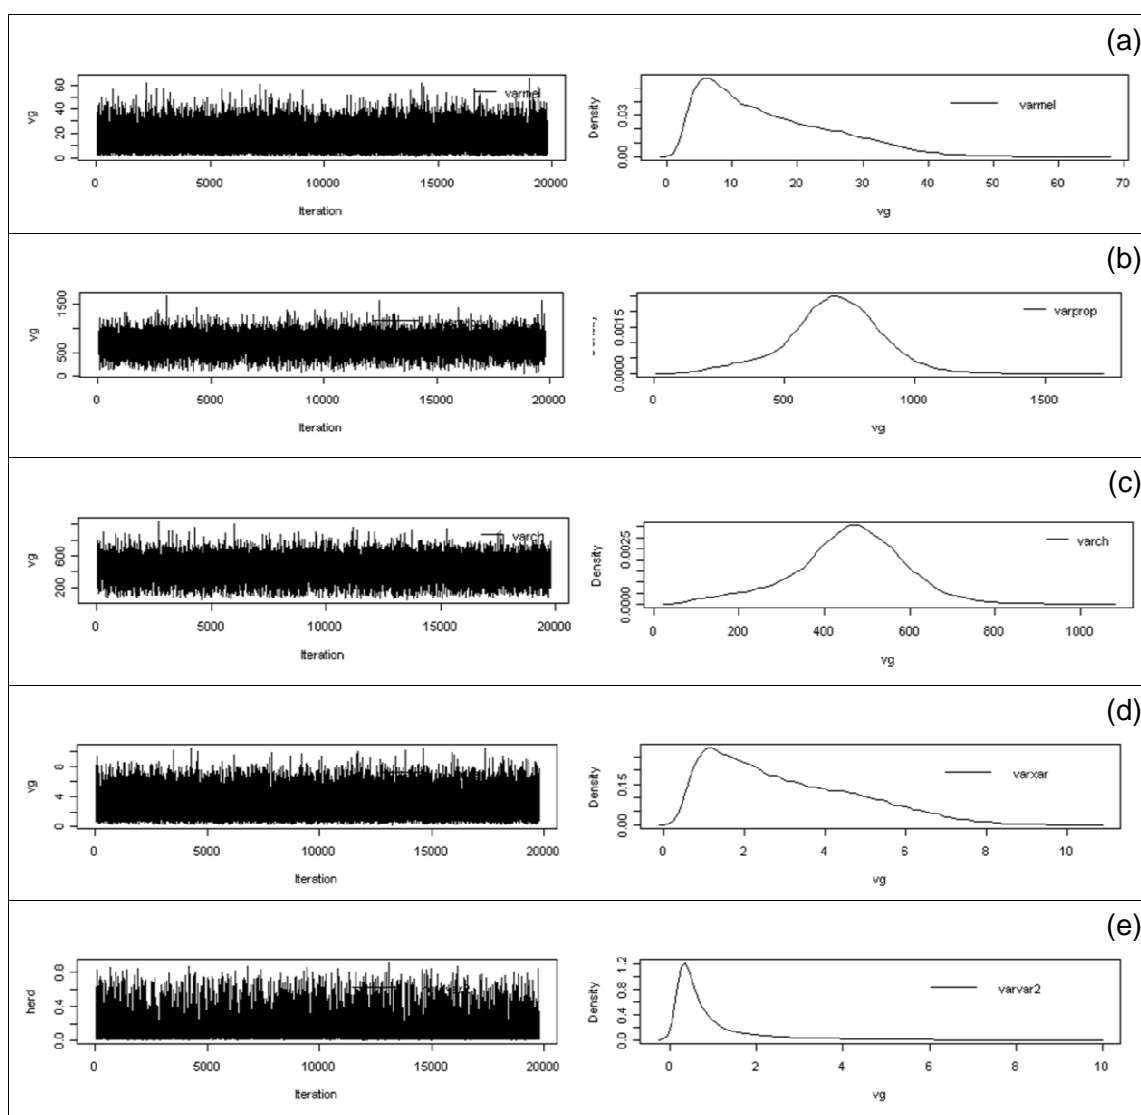 (a)
60
40
20
0
vg
varmel
0 5000 10000 15000 20000
Iteration
Density
0.03
0.00
varmel
0 10 20 30 40 50 60 70
vg
(b)
1500
500
0
vg
0 5000 10000 15000 20000
Iteration
0.0015
0.0000
varprop
0 500 1000 1500
vg
(c)
600
200
vg
varch
0 5000 10000 15000 20000
Iteration
Density
0.0025
0.0000
varch
0 200 400 600 800 1000
vg
(d)
8
4
0
vg
0 5000 10000 15000 20000
Iteration
Density
0.15
0.00
varxar
0 2 4 6 8 10
vg
(e)
0.8
0.4
0.0
herd
0 5000 10000 15000 20000
Iteration
Density
1.2
0.8
0.4
0.0
varvar2
0 2 4 6 8 10
vg